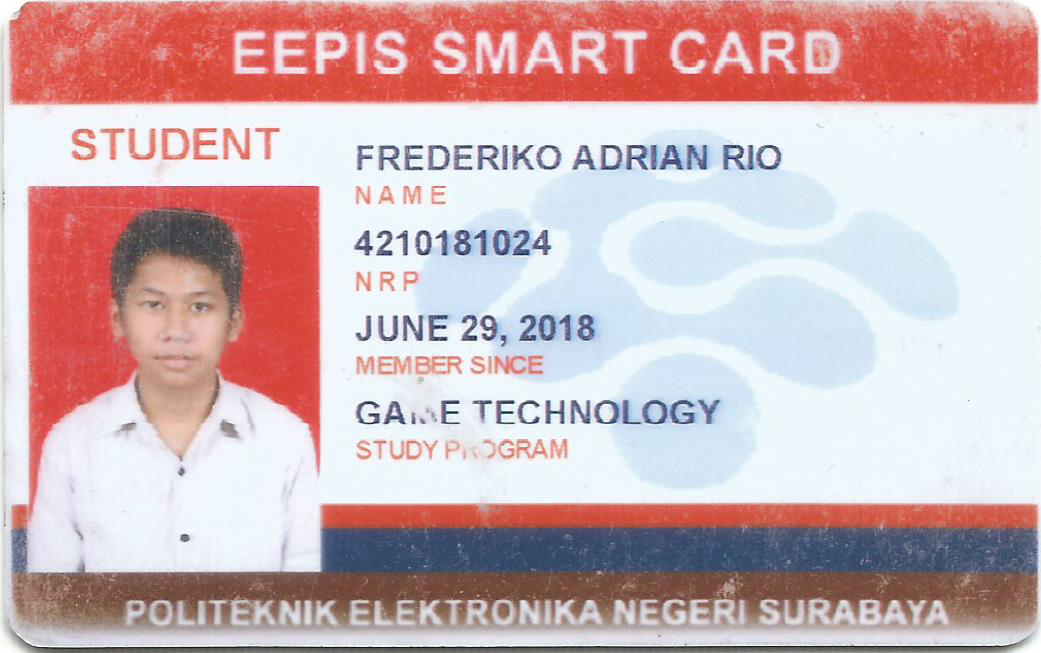 EEPIS SMART CARD
STUDENT
FREDERIKO ADRIAN RIO
NAME
4210181024
NRP
JUNE 29, 2018
MEMBER SINCE
GAME TECHNOLOGY
STUDY PROGRAM
POLITEKNIK ELEKTRONIKA NEGERI SURABAYA